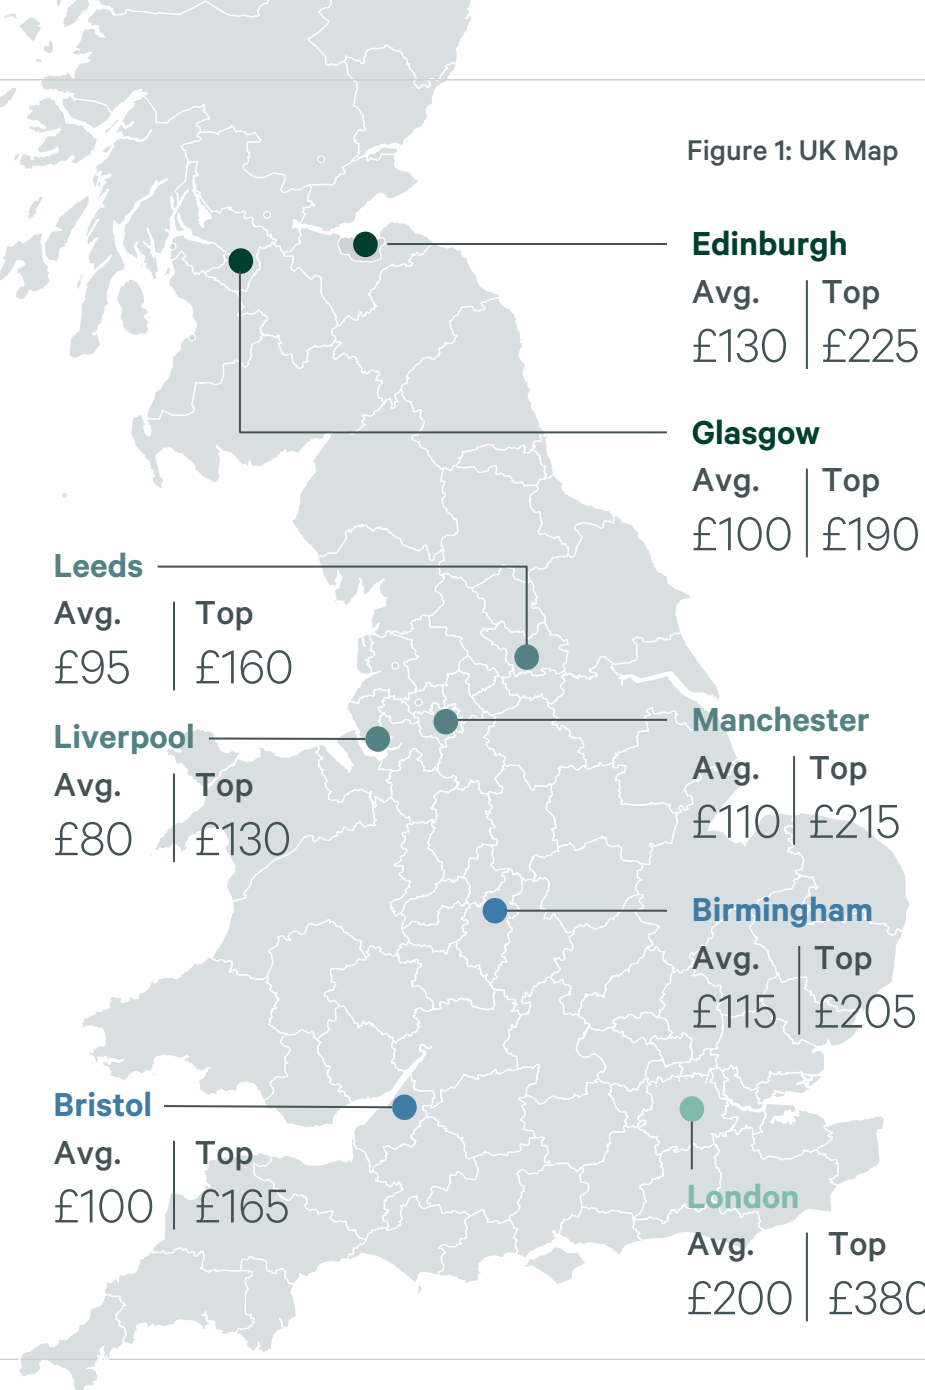 Figure 1: UK Map
Edinburgh
Avg. Top
£130 £225
Glasgow
Avg. Top
£100 £190
Leeds
Avg. Top
£95 £160
Liverpool
Avg. Top
£80 £130
Manchester
Avg. Top
£110 £215
Birmingham
Avg. Top
£115 £205
Bristol
Avg. Top
£100 £165
London
Avg. Top
£200 £380